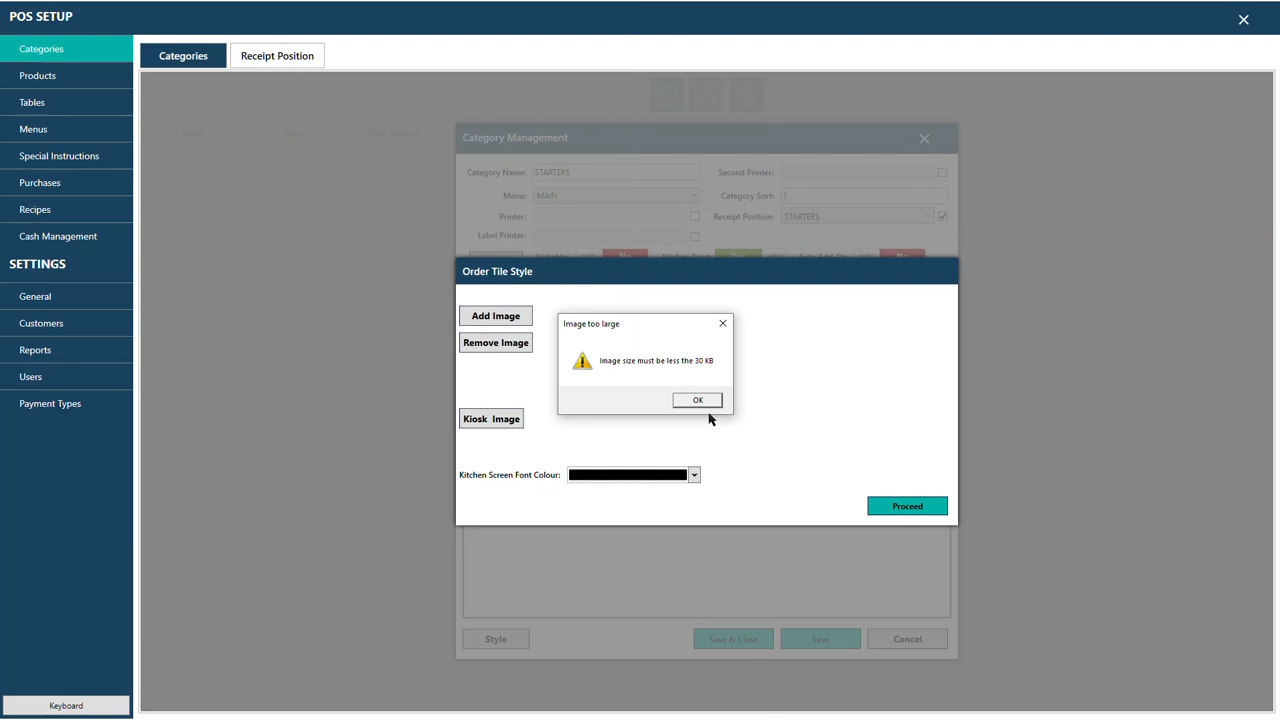 POS SETUP
Categories
Products
Tables
Menus
Special Instructions
Purchases
Recipes
Cash Management
SETTINGS
General
Customers
Reports
Users
Payment Types
Keyboard
Categories
Receipt Position
Category Management
Category Name: STARTERS
Second Printer:
Menu: MAIN
Category Sort: 1
Printer:
Receipt Position: STARTERS
Label Printer:
Order Tile Style
Add Image
Remove Image
Image too large
Image size must be less the 30 KB
OK
Kiosk Image
Kitchen Screen Font Colour:
Proceed
Style
Save & Close
Save
Cancel